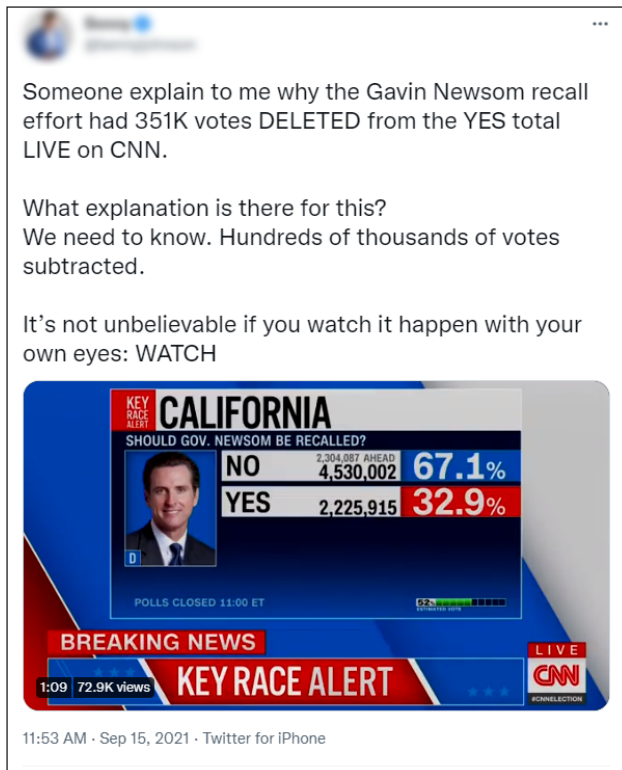 Someone explain to me why the Gavin Newsom recall
effort had 351K votes DELETED from the YES total
LIVE on CNN.
What explanation is there for this?
We need to know. Hundreds of thousands of votes
subtracted.
It’s not unbelievable if you watch it happen with your
own eyes: WATCH
KEY
RACE
ALERT
CALIFORNIA
SHOULD GOV. NEWSOM BE RECALLED?
NO
2,304,087 AHEAD
4,530,002
67.1%
YES
2,225,915
32.9%
D
POLLS CLOSED 11:00 ET
52%
ESTIMATED VOTE
BREAKING NEWS
LIVE
KEY RACE ALERT
CNN
#CNNELECTION
1:09
72.9K views
11:53 AM · Sep 15, 2021 · Twitter for iPhone